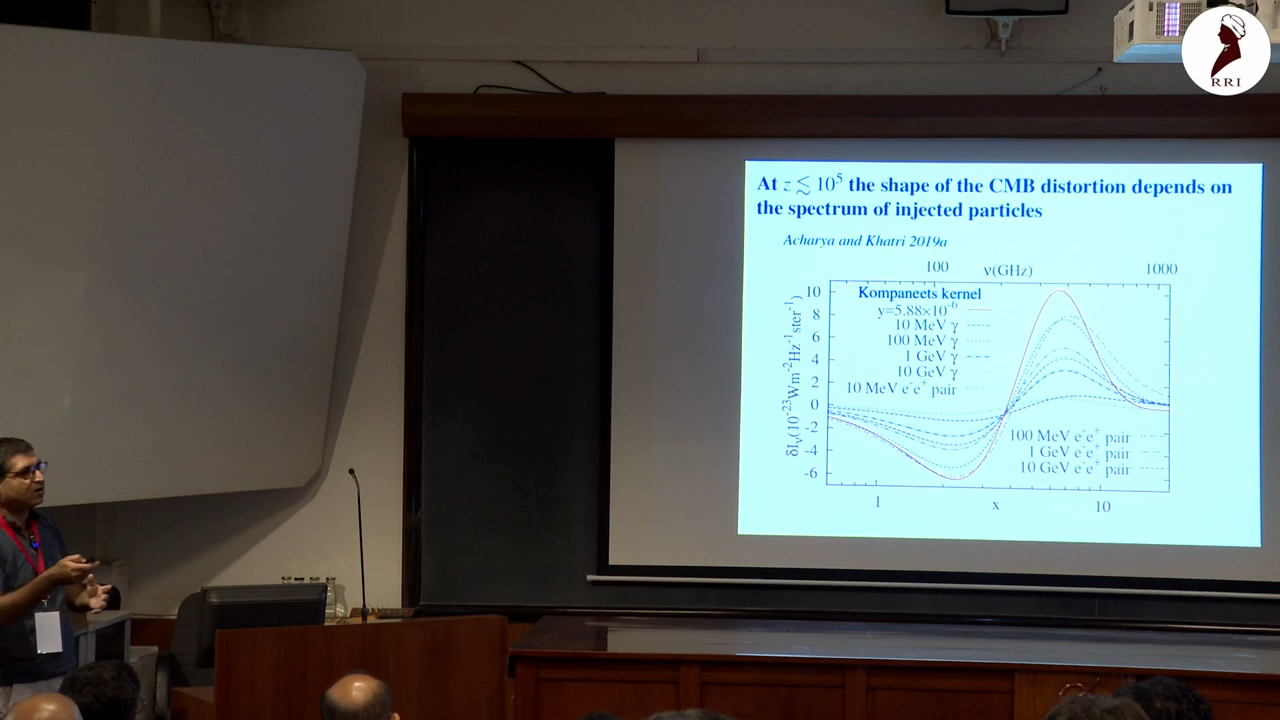 RRI
At z ≲ 10⁵ the shape of the CMB distortion depends on
the spectrum of injected particles
Acharya and Khatri 2019a
100 ν(GHz) 1000
Kompaneets kernel
y=5.88×10⁻⁶
10 MeV γ
100 MeV γ
1 GeV γ
10 GeV γ
10 MeV e⁻e⁺ pair
100 MeV e⁻e⁺ pair
1 GeV e⁻e⁺ pair
10 GeV e⁻e⁺ pair
δIν(10⁻²³Wm⁻²Hz⁻¹ster⁻¹)
10
8
6
4
2
0
-2
-4
-6
1 x 10